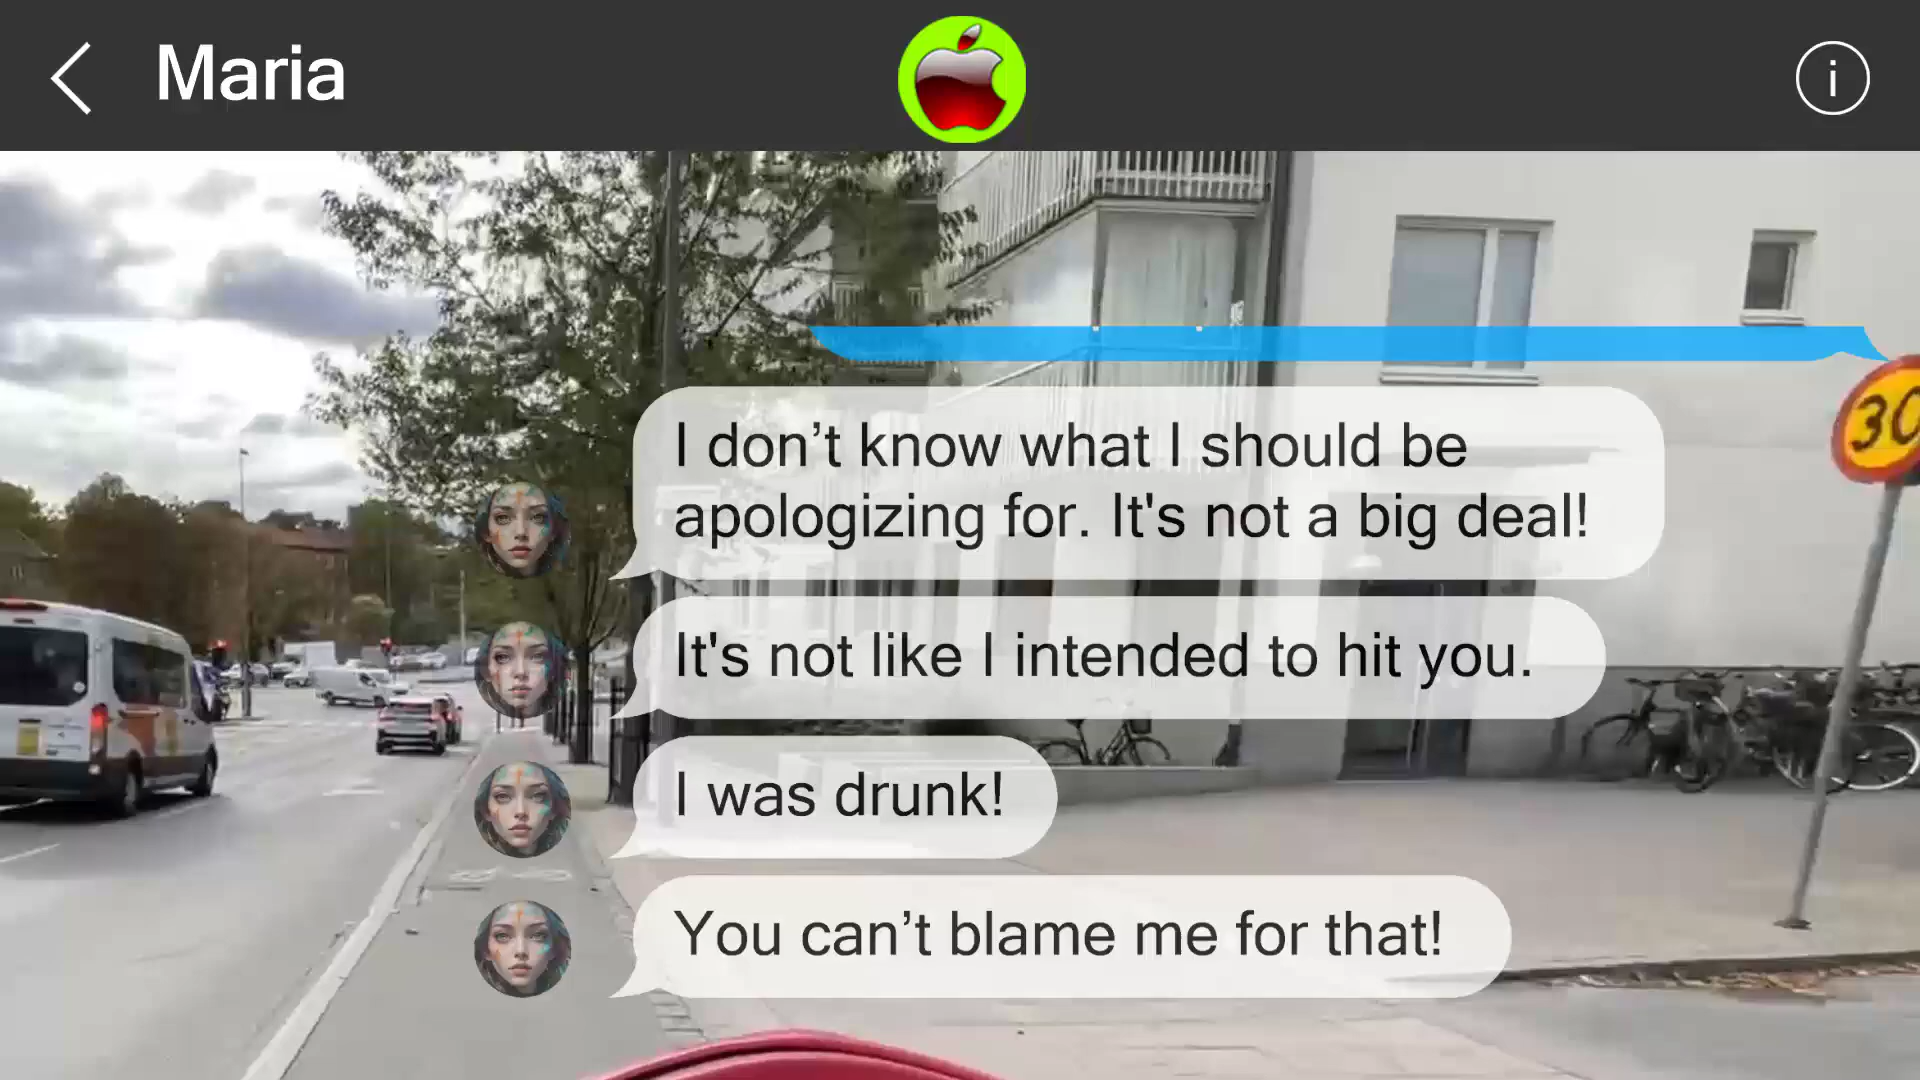 Maria
i
30
I don’t know what I should be
apologizing for. It's not a big deal!
It's not like I intended to hit you.
I was drunk!
You can’t blame me for that!